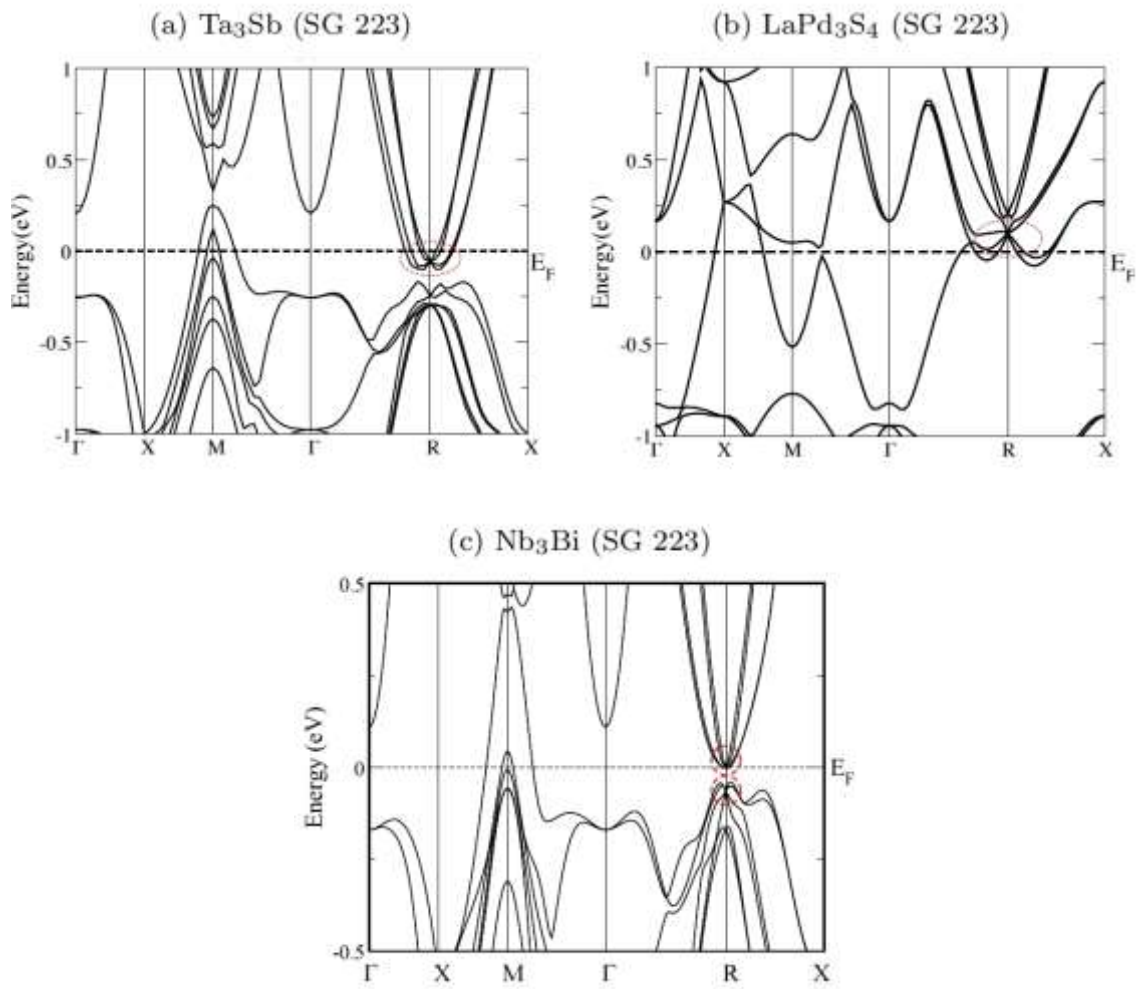 (a) Ta₃Sb (SG 223)
(b) LaPd₃S₄ (SG 223)
1
0.5
0
-0.5
-1
Energy(eV)
E_F
Γ X M Γ R X
1
0.5
0
-0.5
-1
Energy(eV)
E_F
Γ X M Γ R X
(c) Nb₃Bi (SG 223)
0.5
0
-0.5
Energy (eV)
E_F
Γ X M Γ R X